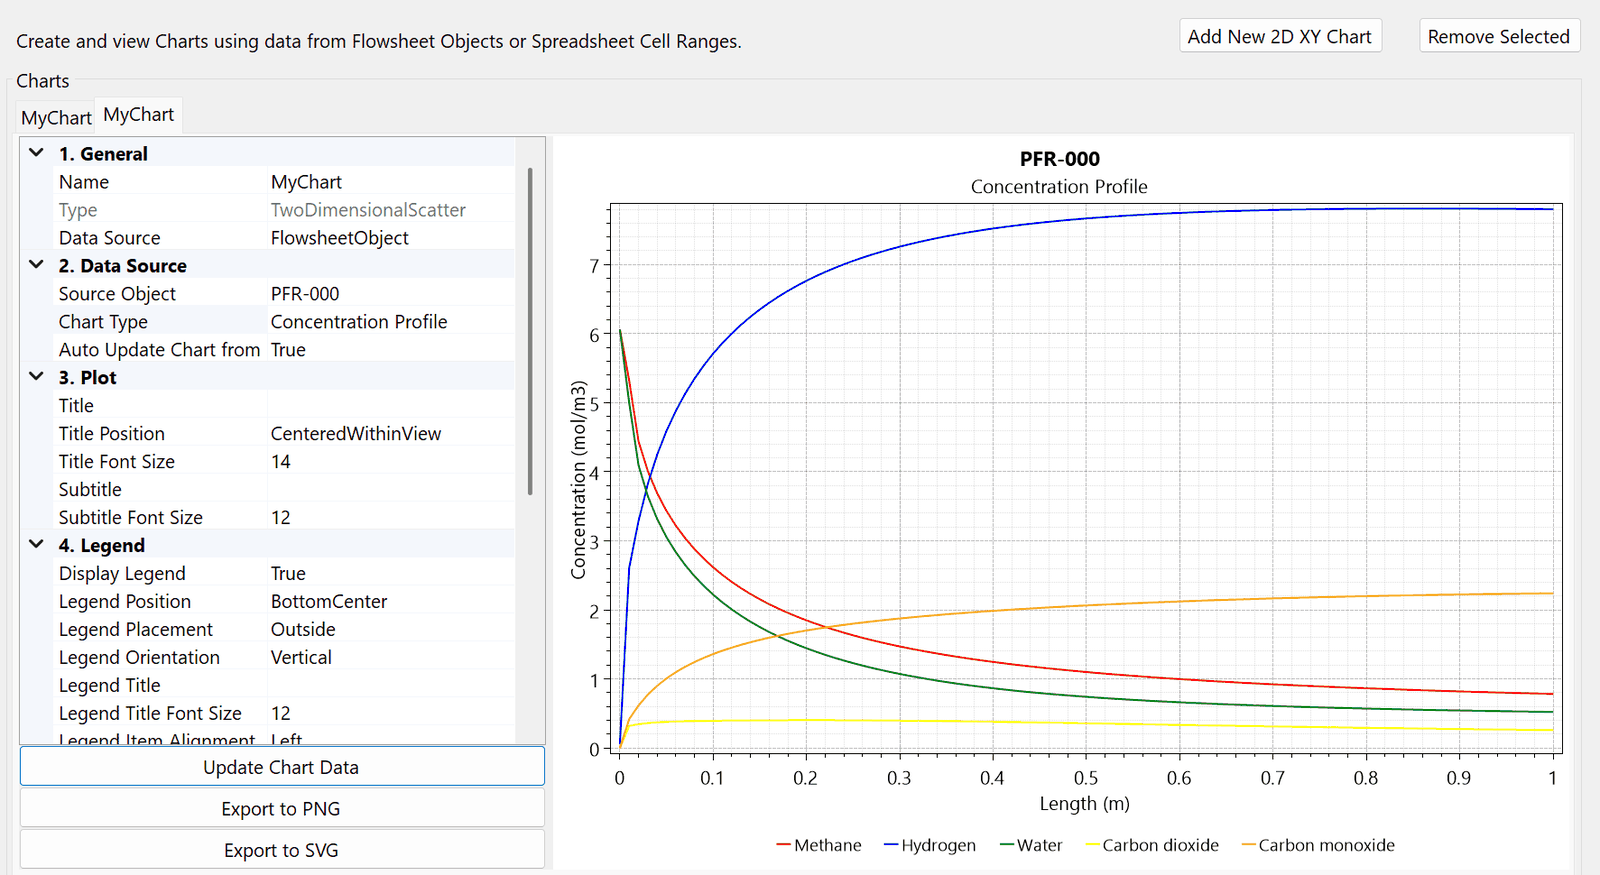 Create and view Charts using data from Flowsheet Objects or Spreadsheet Cell Ranges.
Add New 2D XY Chart
Remove Selected
Charts
MyChart
MyChart
1. General
Name MyChart
Type TwoDimensionalScatter
Data Source FlowsheetObject
2. Data Source
Source Object PFR-000
Chart Type Concentration Profile
Auto Update Chart from True
3. Plot
Title
Title Position CenteredWithinView
Title Font Size 14
Subtitle
Subtitle Font Size 12
4. Legend
Display Legend True
Legend Position BottomCenter
Legend Placement Outside
Legend Orientation Vertical
Legend Title
Legend Title Font Size 12
Legend Item Alignment Left
Update Chart Data
Export to PNG
Export to SVG
PFR-000
Concentration Profile
Concentration (mol/m3)
7
6
5
4
3
2
1
0
0 0.1 0.2 0.3 0.4 0.5 0.6 0.7 0.8 0.9 1
Length (m)
Methane Hydrogen Water Carbon dioxide Carbon monoxide